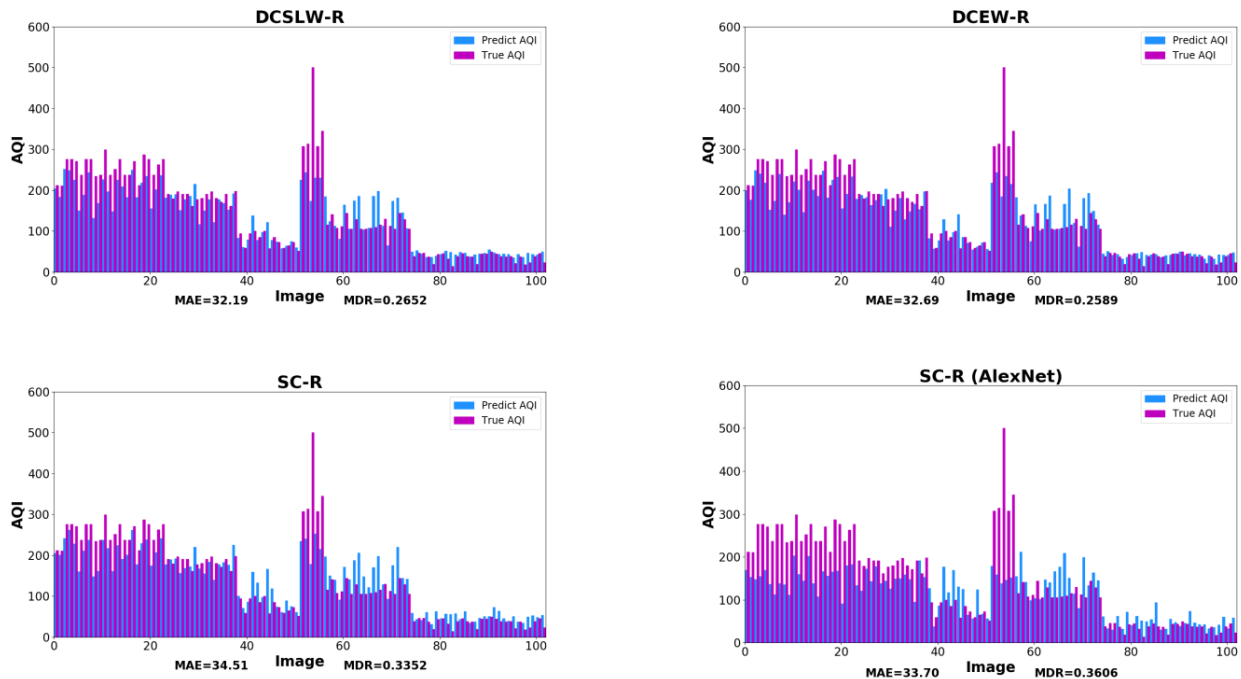 DCSLW-R
600
500
400
300
200
100
0
AQI
Predict AQI
True AQI
0 20 40 60 80 100
MAE=32.19 Image MDR=0.2652
DCEW-R
600
500
400
300
200
100
0
AQI
Predict AQI
True AQI
0 20 40 60 80 100
MAE=32.69 Image MDR=0.2589
SC-R
600
500
400
300
200
100
0
AQI
Predict AQI
True AQI
0 20 40 60 80 100
MAE=34.51 Image MDR=0.3352
SC-R (AlexNet)
600
500
400
300
200
100
0
AQI
Predict AQI
True AQI
0 20 40 60 80 100
MAE=33.70 Image MDR=0.3606